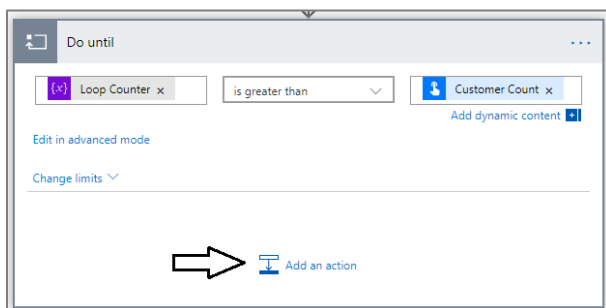 Do until
...
{x} Loop Counter × is greater than Customer Count ×
Add dynamic content
Edit in advanced mode
Change limits
Add an action